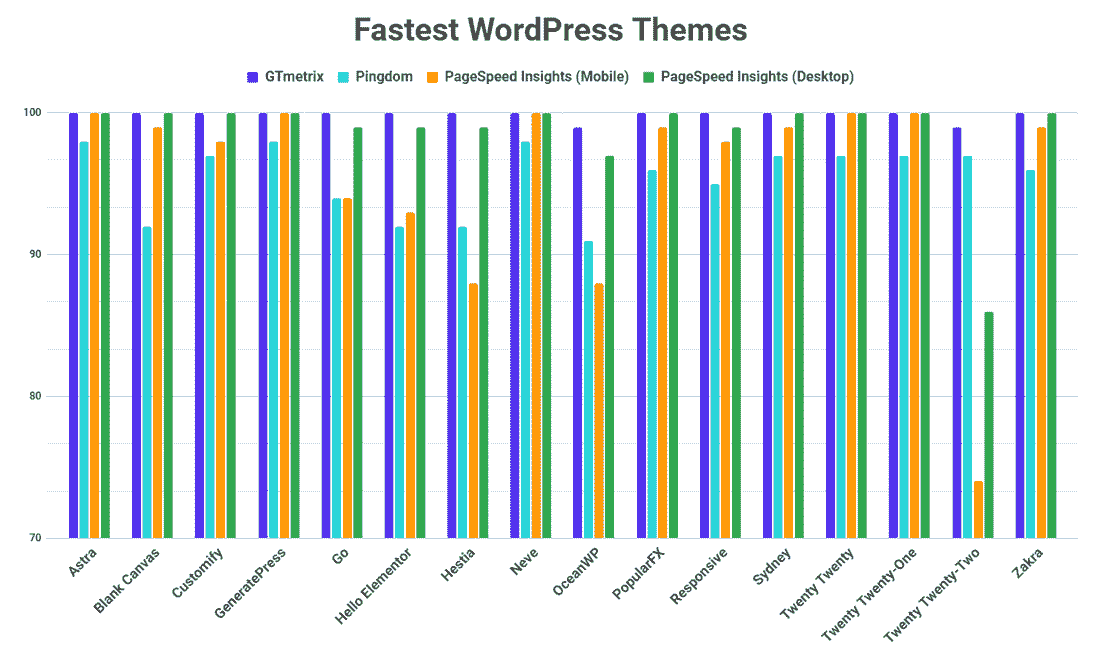 Fastest WordPress Themes
GTmetrix Pingdom PageSpeed Insights (Mobile) PageSpeed Insights (Desktop)
100
90
80
70
Astra
Blank Canvas
Customify
GeneratePress
Go
Hello Elementor
Hestia
Neve
OceanWP
PopularFX
Responsive
Sydney
Twenty Twenty
Twenty Twenty-One
Twenty Twenty-Two
Zakra